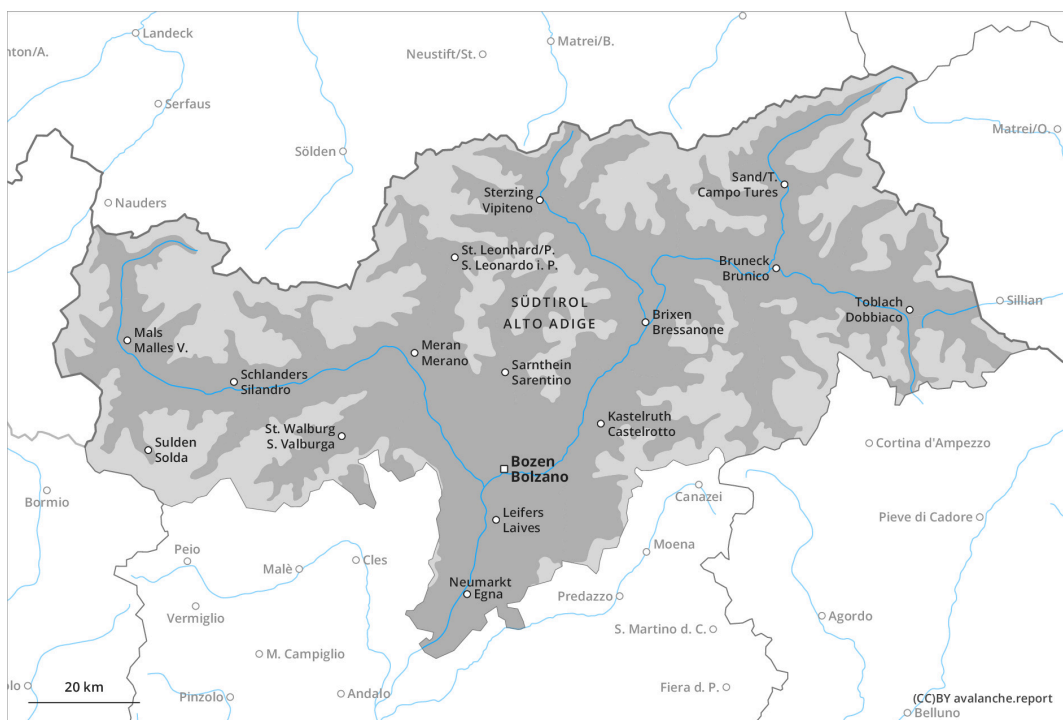 Landeck
nton/A.
Neustift/St.
Matrei/B.
Serfaus
Matrei/O.
Sölden
Sand/T.
Campo Tures
Sterzing
Vipiteno
Nauders
St. Leonhard/P.
S. Leonardo i. P.
Bruneck
Brunico
SÜDTIROL
ALTO ADIGE
Toblach
Dobbiaco
Sillian
Brixen
Bressanone
Mals
Malles V.
Meran
Merano
Sarnthein
Sarentino
Schlanders
Silandro
Kastelruth
Castelrotto
St. Walburg
S. Valburga
Sulden
Solda
Cortina d'Ampezzo
Bozen
Bolzano
Bormio
Canazei
Leifers
Laives
Pieve di Cadore
Peio
Malè
Cles
Moena
Neumarkt
Egna
Predazzo
Vermiglio
Agordo
S. Martino d. C.
M. Campiglio
olo
20 km
Pinzolo
Andalo
Fiera d. P.
(CC)BY avalanche.report
Belluno